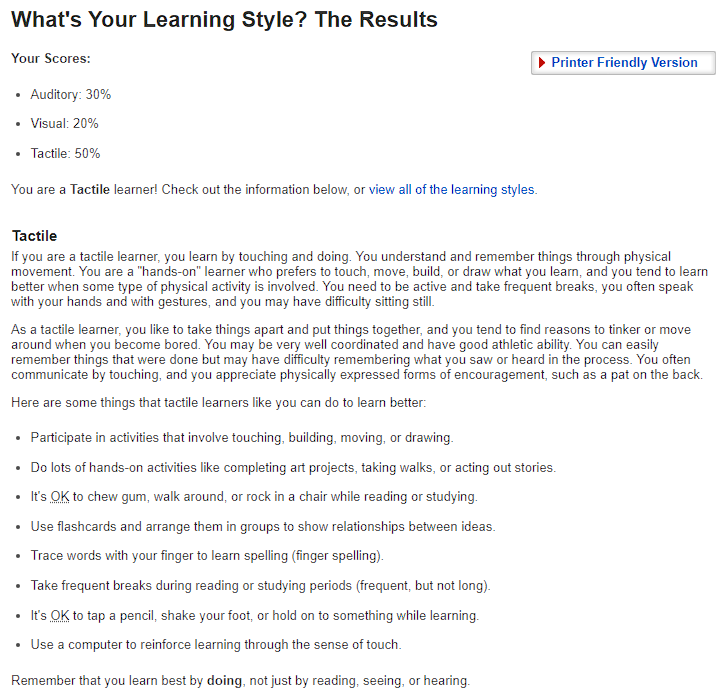 What's Your Learning Style? The Results
Your Scores:
Printer Friendly Version
Auditory: 30%
Visual: 20%
Tactile: 50%
You are a Tactile learner! Check out the information below, or view all of the learning styles.
Tactile
If you are a tactile learner, you learn by touching and doing. You understand and remember things through physical
movement. You are a "hands-on" learner who prefers to touch, move, build, or draw what you learn, and you tend to learn
better when some type of physical activity is involved. You need to be active and take frequent breaks, you often speak
with your hands and with gestures, and you may have difficulty sitting still.
As a tactile learner, you like to take things apart and put things together, and you tend to find reasons to tinker or move
around when you become bored. You may be very well coordinated and have good athletic ability. You can easily
remember things that were done but may have difficulty remembering what you saw or heard in the process. You often
communicate by touching, and you appreciate physically expressed forms of encouragement, such as a pat on the back.
Here are some things that tactile learners like you can do to learn better:
Participate in activities that involve touching, building, moving, or drawing.
Do lots of hands-on activities like completing art projects, taking walks, or acting out stories.
It's OK to chew gum, walk around, or rock in a chair while reading or studying.
Use flashcards and arrange them in groups to show relationships between ideas.
Trace words with your finger to learn spelling (finger spelling).
Take frequent breaks during reading or studying periods (frequent, but not long).
It's OK to tap a pencil, shake your foot, or hold on to something while learning.
Use a computer to reinforce learning through the sense of touch.
Remember that you learn best by doing, not just by reading, seeing, or hearing.